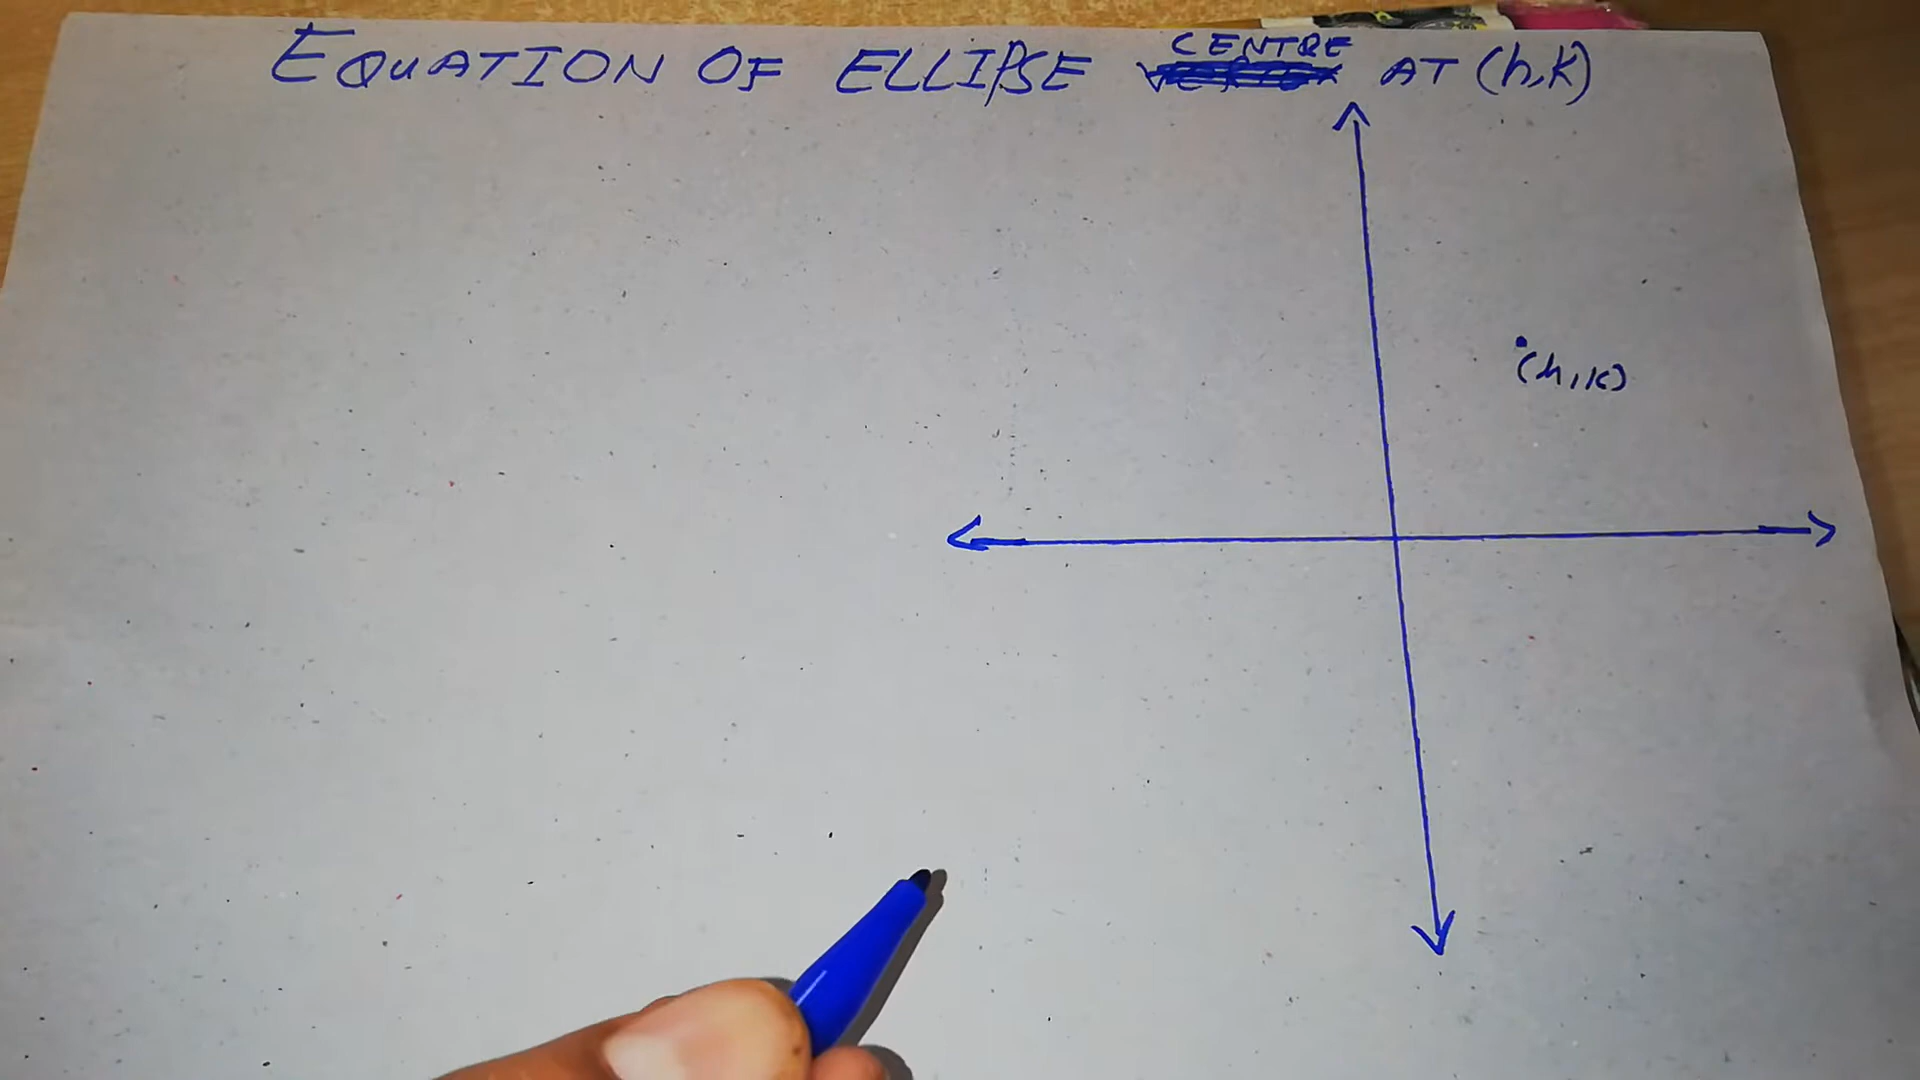 EQUATION OF ELLIPSE CENTRE AT (h,k)
(h,k)